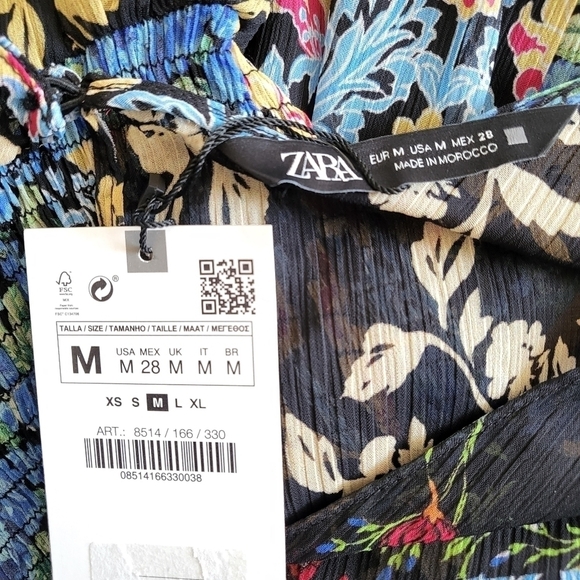 ZARA
EUR M USA M MEX 28
MADE IN MOROCCO
FSC
TALLA / SIZE / TAMANHO / TAILLE / MAAT / ΜΕΓΕΘΟΣ
M
USA MEX UK IT BR
M 28 M M M
XS S M L XL
ART.: 8514 / 166 / 330
08514166330038